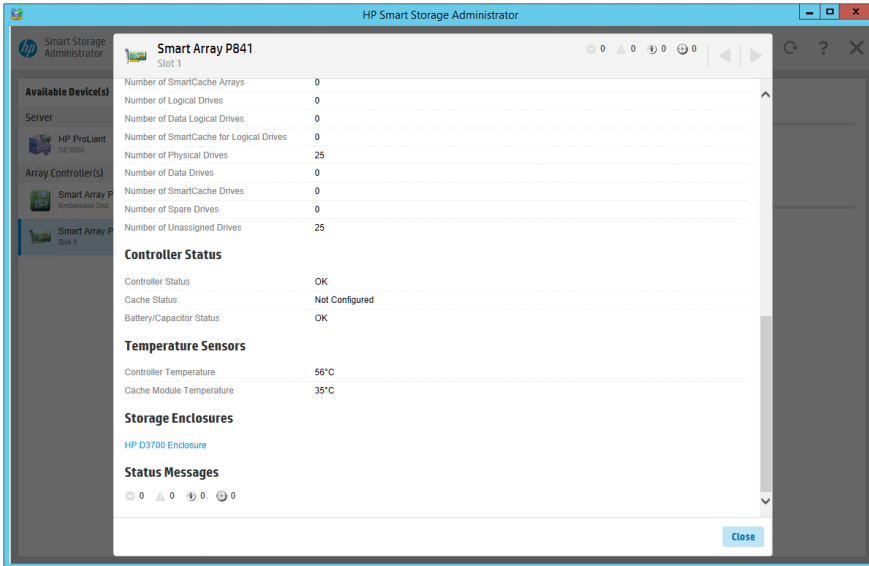 HP Smart Storage Administrator
Smart Storage
Administrator
Smart Array P841
Slot 1
0 0 0 0
?
Available Device(s)
Server
HP ProLiant
SE1850
Array Controller(s)
Smart Array P
Embedded Slot
Smart Array P
Slot 1
Number of SmartCache Arrays 0
Number of Logical Drives 0
Number of Data Logical Drives 0
Number of SmartCache for Logical Drives 0
Number of Physical Drives 25
Number of Data Drives 0
Number of SmartCache Drives 0
Number of Spare Drives 0
Number of Unassigned Drives 25
Controller Status
Controller Status OK
Cache Status Not Configured
Battery/Capacitor Status OK
Temperature Sensors
Controller Temperature 56°C
Cache Module Temperature 35°C
Storage Enclosures
HP D3700 Enclosure
Status Messages
0 0 0 0
Close